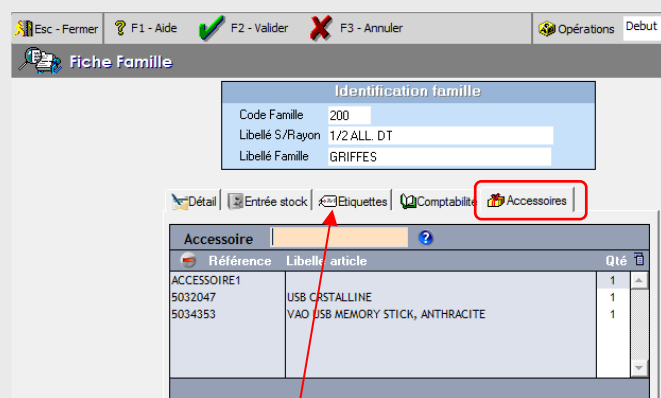 Esc - Fermer ? F1 - Aide F2 - Valider F3 - Annuler Opérations Debut
Fiche Famille
Identification famille
Code Famille 200
Libellé S/Rayon 1/2 ALL. DT
Libellé Famille GRIFFES
Détail Entrée stock Etiquettes Comptabilité Accessoires
Accessoire ?
Référence Libelle article Qté
ACCESSOIRE1 1
5032047 USB CRSTALLINE 1
5034353 VAO USB MEMORY STICK, ANTHRACITE 1